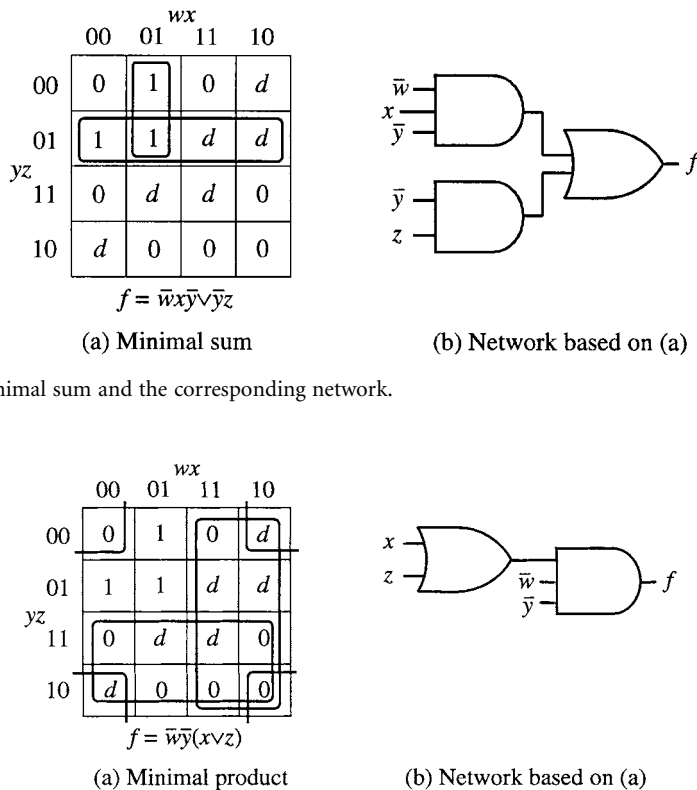 wx
00 01 11 10
00 0 1 0 d
w̄
x
ȳ
01 1 1 d d
f
yz
11 0 d d 0
ȳ
z
10 d 0 0 0
f = w̄xȳ∨ȳz
(a) Minimal sum
(b) Network based on (a)
nimal sum and the corresponding network.
wx
00 01 11 10
00 0 1 0 d
x
z
01 1 1 d d
w̄
ȳ
f
yz
11 0 d d 0
10 d 0 0 0
f = w̄ȳ(x∨z)
(a) Minimal product
(b) Network based on (a)